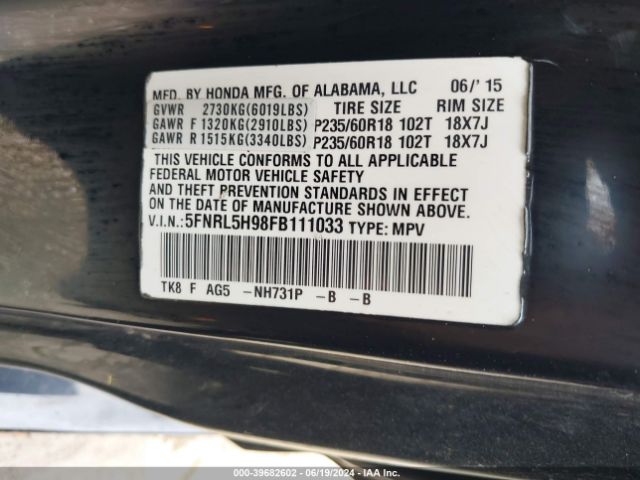 MFD. BY HONDA MFG. OF ALABAMA, LLC 06/'15
GVWR 2730KG(6019LBS) TIRE SIZE RIM SIZE
GAWR F 1320KG(2910LBS) P235/60R18 102T 18X7J
GAWR R 1515KG(3340LBS) P235/60R18 102T 18X7J
THIS VEHICLE CONFORMS TO ALL APPLICABLE
FEDERAL MOTOR VEHICLE SAFETY
AND THEFT PREVENTION STANDARDS IN EFFECT
ON THE DATE OF MANUFACTURE SHOWN ABOVE.
V.I.N.: 5FNRL5H98FB111033 TYPE: MPV
TK8 F AG5 -NH731P -B -B
000-39682602 - 06/19/2024 - IAA Inc.